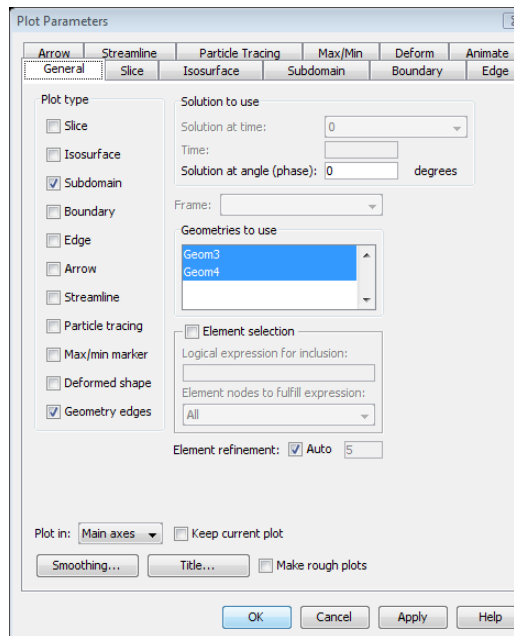 Plot Parameters
Arrow Streamline Particle Tracing Max/Min Deform Animate
General Slice Isosurface Subdomain Boundary Edge
Plot type
Slice
Isosurface
Subdomain
Boundary
Edge
Arrow
Streamline
Particle tracing
Max/min marker
Deformed shape
Geometry edges
Solution to use
Solution at time: 0
Time:
Solution at angle (phase): 0 degrees
Frame:
Geometries to use
Geom3
Geom4
Element selection
Logical expression for inclusion:
Element nodes to fulfill expression:
All
Element refinement: Auto 5
Plot in: Main axes Keep current plot
Smoothing... Title... Make rough plots
OK Cancel Apply Help